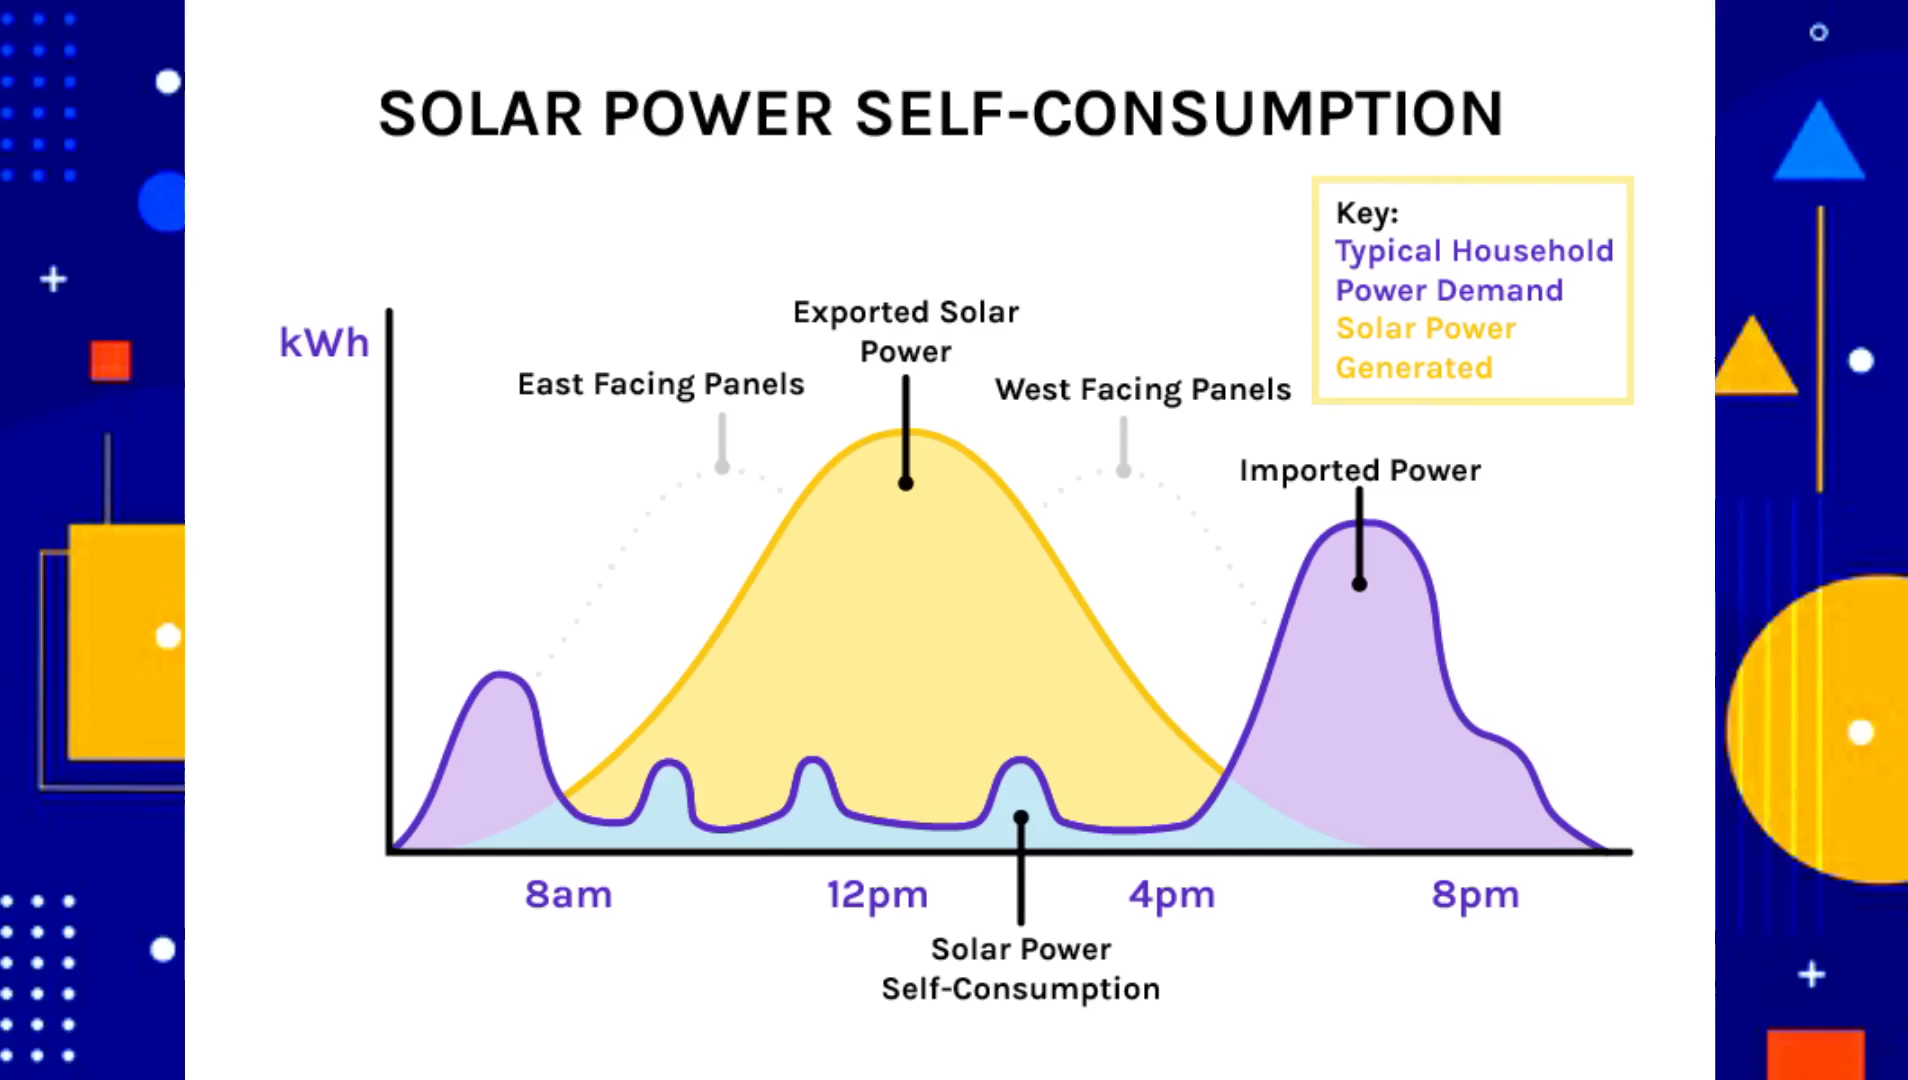 SOLAR POWER SELF-CONSUMPTION
Key:
Typical Household
Power Demand
Solar Power
Generated
kWh
Exported Solar
Power
East Facing Panels
West Facing Panels
Imported Power
8am
12pm
4pm
8pm
Solar Power
Self-Consumption